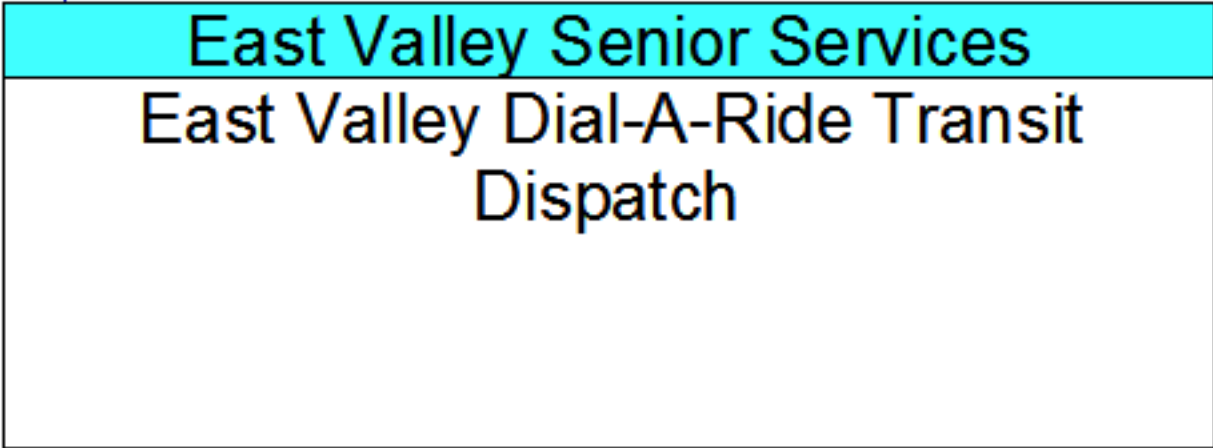 East Valley Senior Services
East Valley Dial-A-Ride Transit
Dispatch